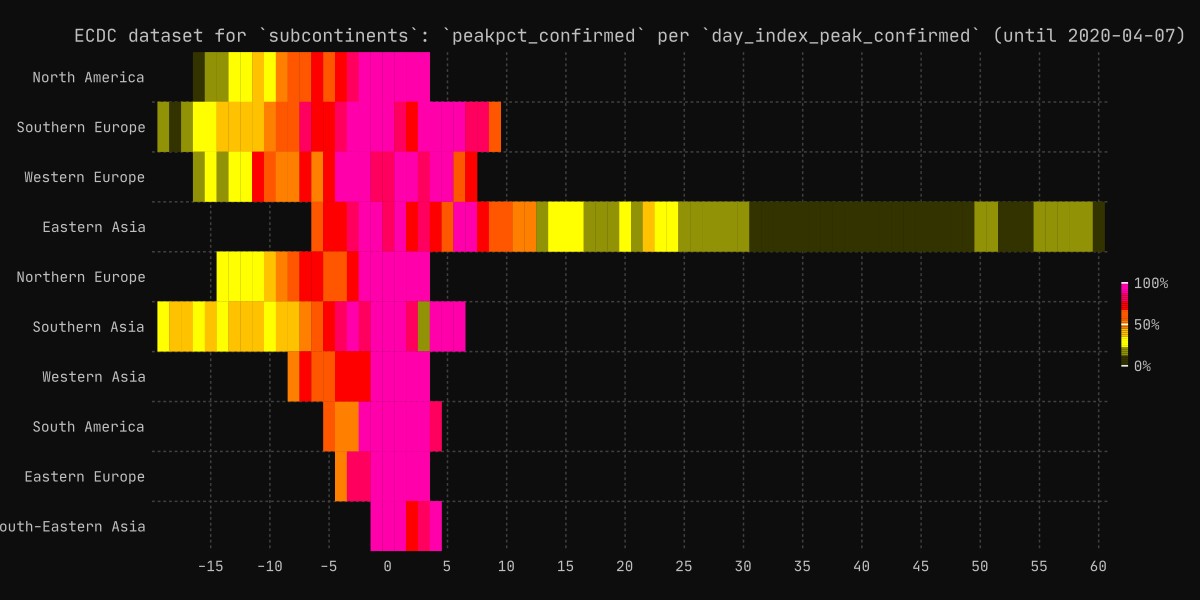 ECDC dataset for `subcontinents`: `peakpct_confirmed` per `day_index_peak_confirmed` (until 2020-04-07)
North America
Southern Europe
Western Europe
Eastern Asia
Northern Europe
Southern Asia
Western Asia
South America
Eastern Europe
outh-Eastern Asia
-15 -10 -5 0 5 10 15 20 25 30 35 40 45 50 55 60
100%
50%
0%